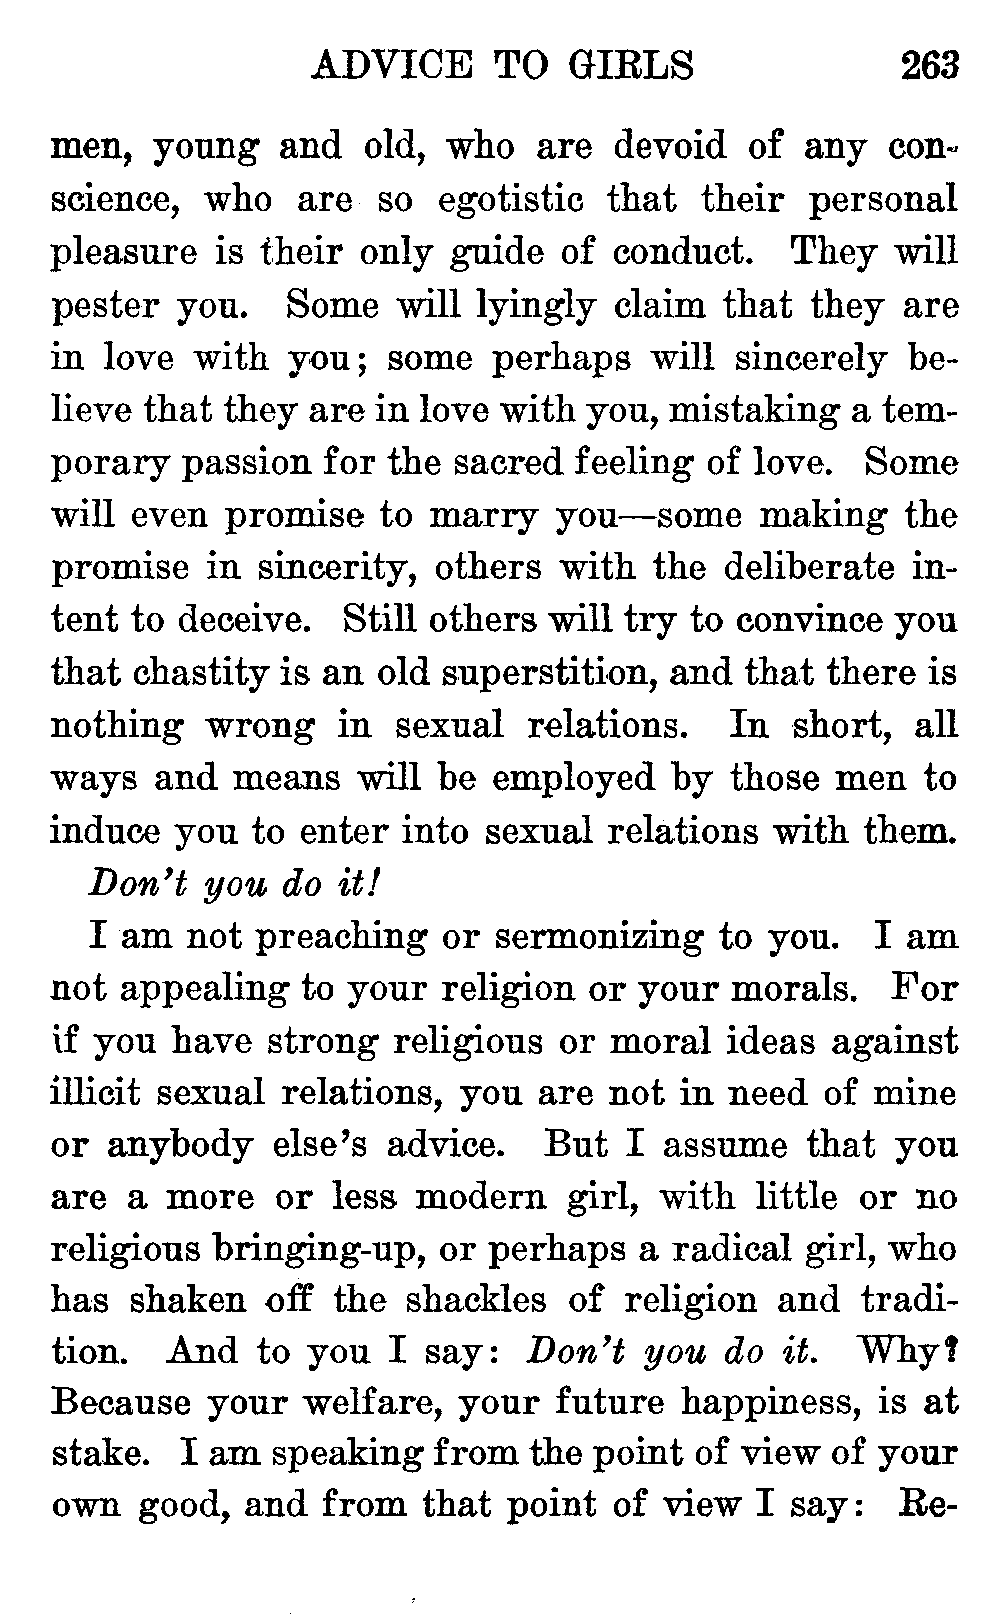 ADVICE TO GIRLS 263
men, young and old, who are devoid of any con-
science, who are so egotistic that their personal
pleasure is their only guide of conduct. They will
pester you. Some will lyingly claim that they are
in love with you; some perhaps will sincerely be-
lieve that they are in love with you, mistaking a tem-
porary passion for the sacred feeling of love. Some
will even promise to marry you—some making the
promise in sincerity, others with the deliberate in-
tent to deceive. Still others will try to convince you
that chastity is an old superstition, and that there is
nothing wrong in sexual relations. In short, all
ways and means will be employed by those men to
induce you to enter into sexual relations with them.
Don't you do it!
I am not preaching or sermonizing to you. I am
not appealing to your religion or your morals. For
if you have strong religious or moral ideas against
illicit sexual relations, you are not in need of mine
or anybody else's advice. But I assume that you
are a more or less modern girl, with little or no
religious bringing-up, or perhaps a radical girl, who
has shaken off the shackles of religion and tradi-
tion. And to you I say: Don't you do it. Why?
Because your welfare, your future happiness, is at
stake. I am speaking from the point of view of your
own good, and from that point of view I say: Re-